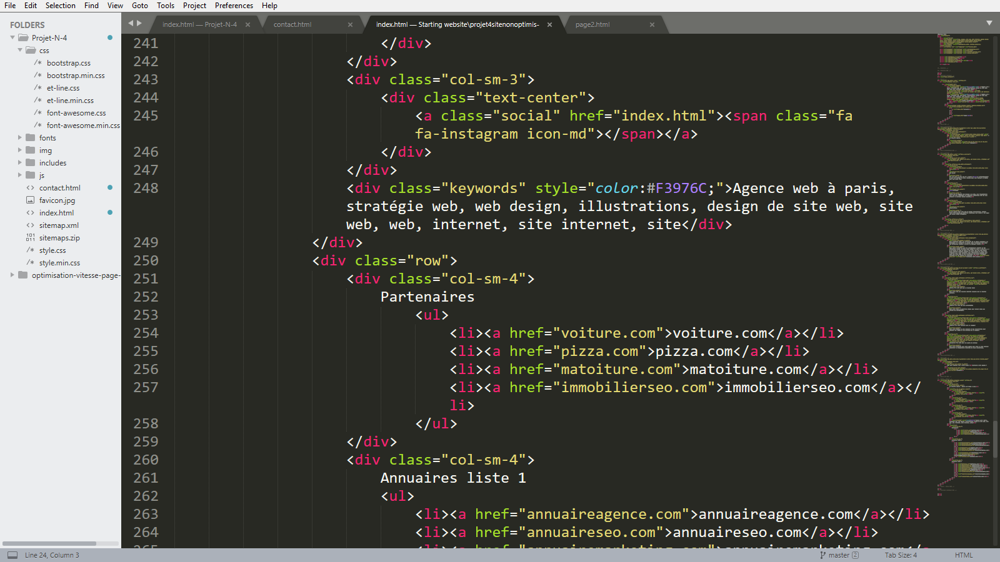 File Edit Selection Find View Goto Tools Project Preferences Help
FOLDERS
Projet-N-4
css
bootstrap.css
bootstrap.min.css
et-line.css
et-line.min.css
font-awesome.css
font-awesome.min.css
fonts
img
includes
js
contact.html
favicon.jpg
index.html
sitemap.xml
sitemaps.zip
style.css
style.min.css
optimisation-vitesse-page-
index.html — Projet-N-4
contact.html
index.html — Starting website\projet4sitenonoptimis-
page2.html
241 </div>
242 </div>
243 <div class="col-sm-3">
244 <div class="text-center">
245 <a class="social" href="index.html"><span class="fa
fa-instagram icon-md"></span></a>
246 </div>
247 </div>
248 <div class="keywords" style="color:#F3976C;">Agence web à paris,
stratégie web, web design, illustrations, design de site web, site
web, web, internet, site internet, site</div>
249 </div>
250 <div class="row">
251 <div class="col-sm-4">
252 Partenaires
253 <ul>
254 <li><a href="voiture.com">voiture.com</a></li>
255 <li><a href="pizza.com">pizza.com</a></li>
256 <li><a href="matoiture.com">matoiture.com</a></li>
257 <li><a href="immobilierseo.com">immobilierseo.com</a></
li>
258 </ul>
259 </div>
260 <div class="col-sm-4">
261 Annuaires liste 1
262 <ul>
263 <li><a href="annuaireagence.com">annuaireagence.com</a></li>
264 <li><a href="annuaireseo.com">annuaireseo.com</a></li>
Line 24, Column 3
master 2
Tab Size: 4
HTML